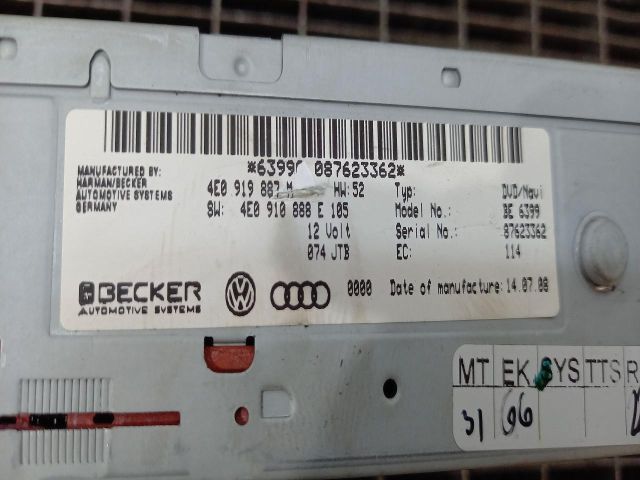 *6399 087623362*
MANUFACTURED BY:
HARMAN/BECKER
AUTOMOTIVE SYSTEMS
GERMANY
4E0 919 887 M HW: 52
SW: 4E0 910 888 E 105
12 Volt
074 JTB
Typ: DVD/Navi
Model No.: BE 6399
Serial No.: 87623362
EC: 114
BECKER
AUTOMOTIVE SYSTEMS
0000 Date of manufacture: 14.07.08
MT EK SYS TTS R
31 06